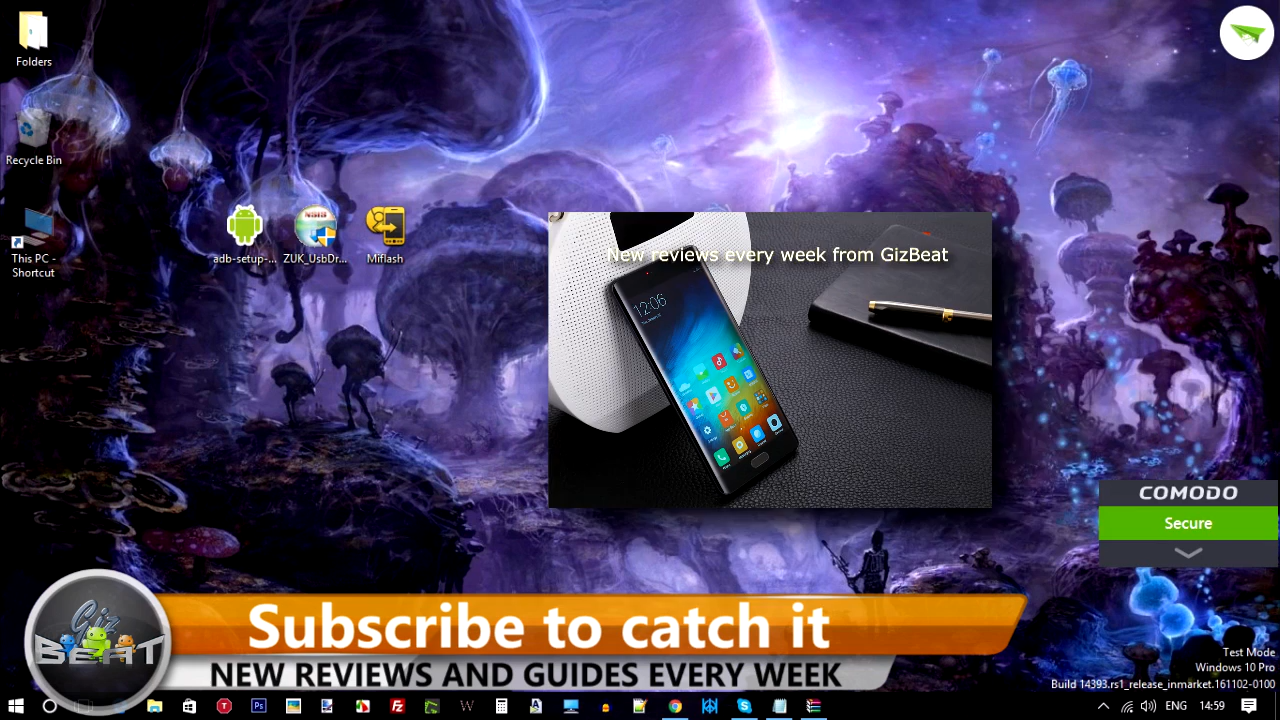 Folders
Recycle Bin
This PC -
Shortcut
adb-setup-...
ZUK_UsbDr...
Miflash
New reviews every week from GizBeat
12:06
COMODO
Secure
Giz
BEAT
Subscribe to catch it
NEW REVIEWS AND GUIDES EVERY WEEK
Test Mode
Windows 10 Pro
Build 14393.rs1_release_inmarket.161102-0100
ENG
14:59